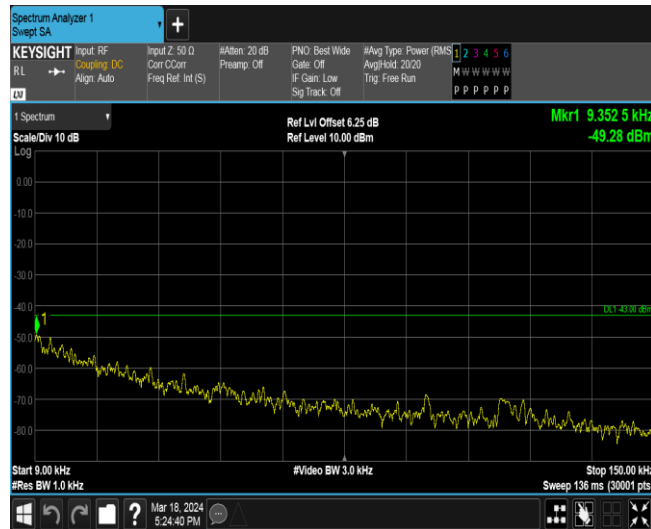 Spectrum Analyzer 1
Swept SA
+
KEYSIGHT
RL
LXI
Input: RF
Coupling: DC
Align: Auto
Input Z: 50 Ω
Corr CCorr
Freq Ref: Int (S)
#Atten: 20 dB
Preamp: Off
PNO: Best Wide
Gate: Off
IF Gain: Low
Sig Track: Off
#Avg Type: Power (RMS
Avg|Hold: 20/20
Trig: Free Run
1 2 3 4 5 6
M W W W W W
P P P P P P
1 Spectrum
Scale/Div 10 dB
Log
Ref Lvl Offset 6.25 dB
Ref Level 10.00 dBm
Mkr1 9.352 5 kHz
-49.28 dBm
0.00
-10.0
-20.0
-30.0
-40.0
-50.0
-60.0
-70.0
-80.0
1
DL1 -43.00 dBm
Start 9.00 kHz
#Res BW 1.0 kHz
#Video BW 3.0 kHz
Stop 150.00 kHz
Sweep 136 ms (30001 pts)
?
Mar 18, 2024
5:24:40 PM